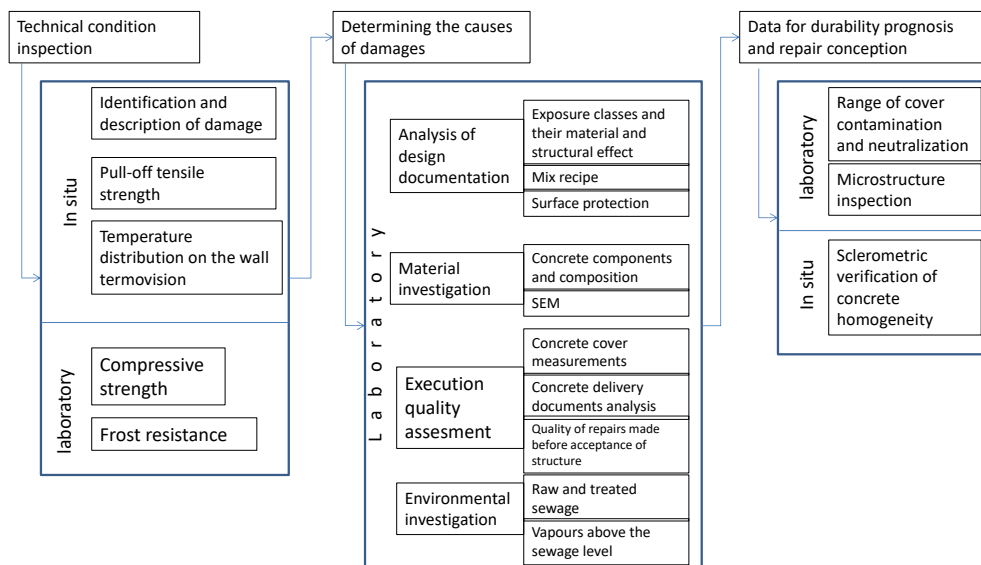 Technical condition
inspection
In situ
Identification and
description of damage
Pull-off tensile
strength
Temperature
distribution on the wall
termovision
laboratory
Compressive
strength
Frost resistance
Determining the causes
of damages
Laboratory
Analysis of
design
documentation
Exposure classes and
their material and
structural effect
Mix recipe
Surface protection
Material
investigation
Concrete components
and composition
SEM
Execution
quality
assesment
Concrete cover
measurements
Concrete delivery
documents analysis
Quality of repairs made
before acceptance of
structure
Environmental
investigation
Raw and treated
sewage
Vapours above the
sewage level
Data for durability prognosis
and repair conception
laboratory
Range of cover
contamination
and neutralization
Microstructure
inspection
In situ
Sclerometric
verification of
concrete
homogeneity